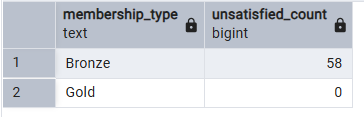 membership_type unsatisfied_count
text bigint
1 Bronze 58
2 Gold 0